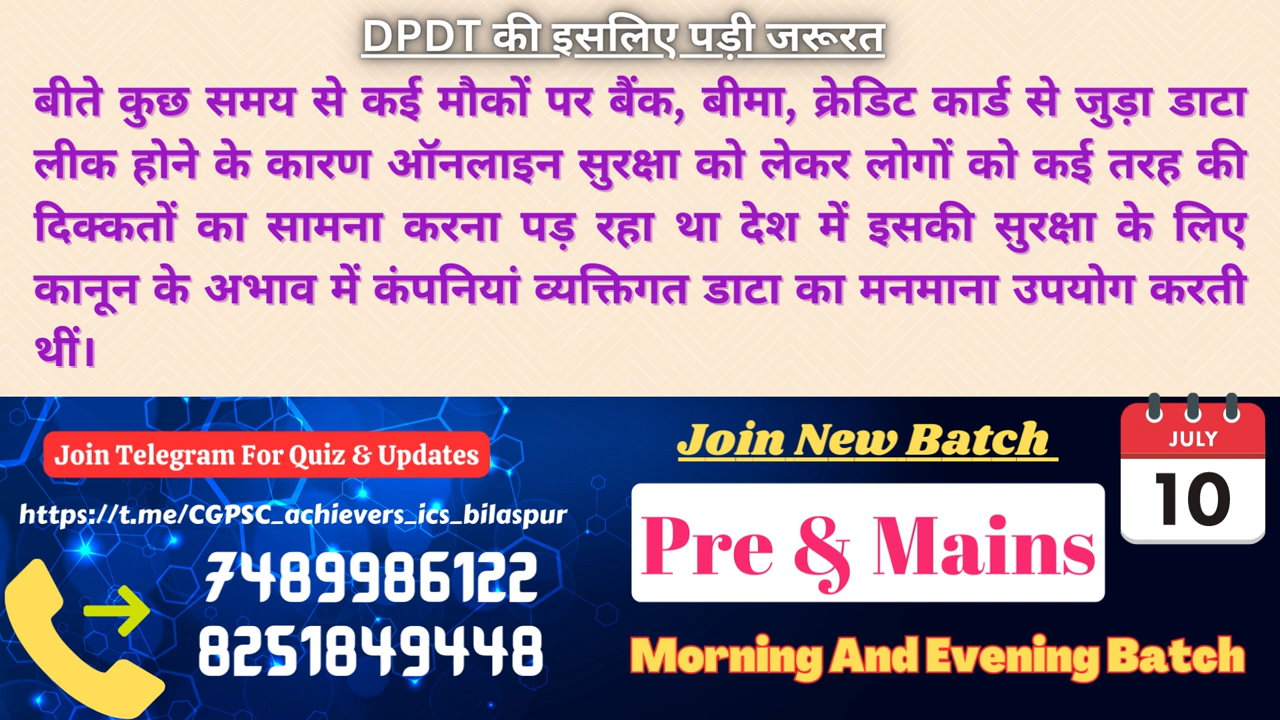 DPDT की इसलिए पड़ी जरूरत
बीते कुछ समय से कई मौकों पर बैंक, बीमा, क्रेडिट कार्ड से जुड़ा डाटा
लीक होने के कारण ऑनलाइन सुरक्षा को लेकर लोगों को कई तरह की
दिक्कतों का सामना करना पड़ रहा था देश में इसकी सुरक्षा के लिए
कानून के अभाव में कंपनियां व्यक्तिगत डाटा का मनमाना उपयोग करती
थीं।
Join Telegram For Quiz & Updates
https://t.me/CGPSC_achievers_ics_bilaspur
7489986122
8251849448
Join New Batch
JULY
10
Pre & Mains
Morning And Evening Batch